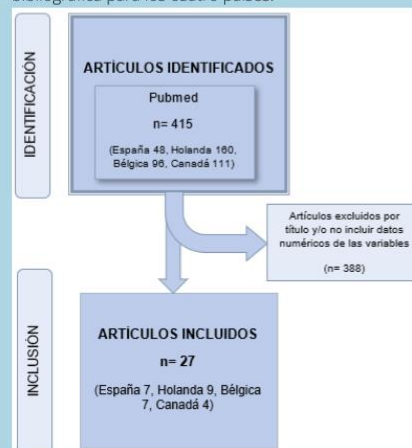 bibliográfica para los cuatro países.
IDENTIFICACIÓN
ARTÍCULOS IDENTIFICADOS
Pubmed
n= 415
(España 48, Holanda 160,
Bélgica 96, Canadá 111)
Artículos excluidos por
título y/o no incluir datos
numéricos de las variables
(n= 388)
INCLUSIÓN
ARTÍCULOS INCLUIDOS
n= 27
(España 7, Holanda 9, Bélgica
7, Canadá 4)